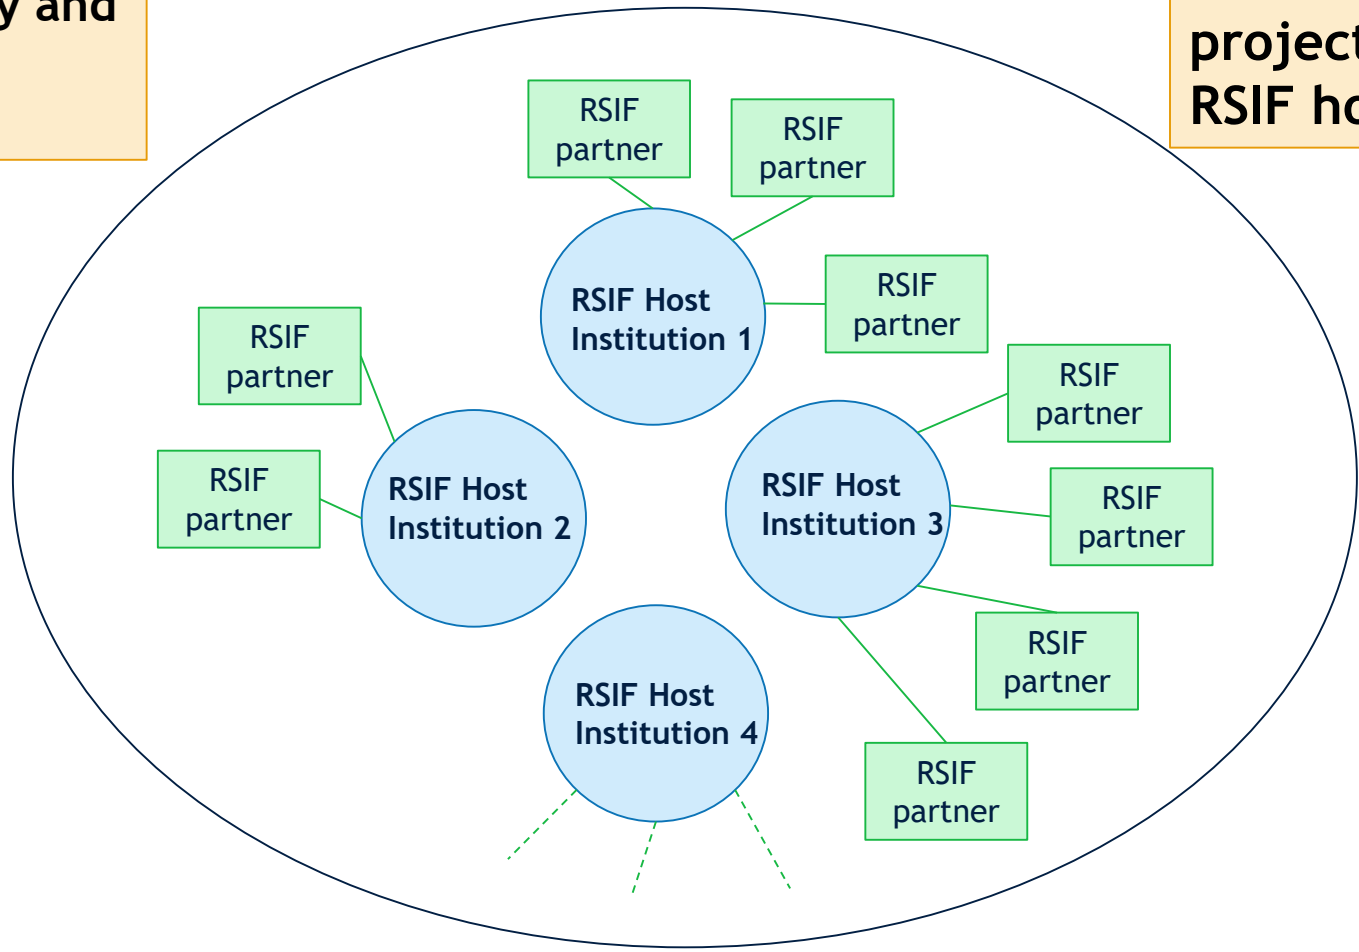 y and
project
RSIF ho
RSIF
partner
RSIF
partner
RSIF Host
Institution 1
RSIF
partner
RSIF
partner
RSIF
partner
RSIF
partner
RSIF Host
Institution 2
RSIF Host
Institution 3
RSIF
partner
RSIF
partner
RSIF
partner
RSIF Host
Institution 4
RSIF
partner